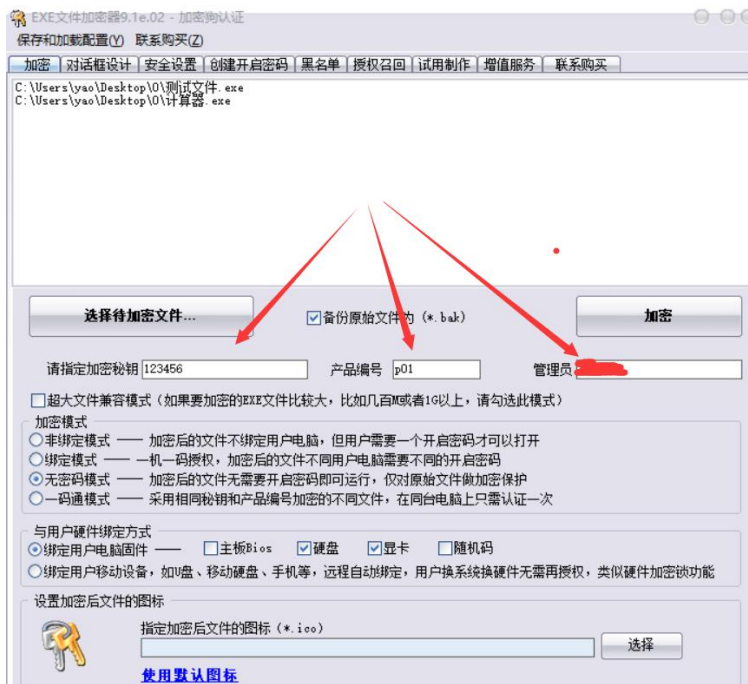 EXE文件加密器9.1e.02 - 加密狗认证
保存和加载配置(Y) 联系购买(Z)
加密 对话框设计 安全设置 创建开启密码 黑名单 授权召回 试用制作 增值服务 联系购买
C:\Users\yao\Desktop\0\测试文件.exe
C:\Users\yao\Desktop\0\计算器.exe
选择待加密文件... 备份原始文件为 (*.bak) 加密
请指定加密秘钥 123456 产品编号 p01 管理员
超大文件兼容模式（如果要加密的EXE文件比较大，比如几百M或者1G以上，请勾选此模式）
加密模式
非绑定模式 —— 加密后的文件不绑定用户电脑，但用户需要一个开启密码才可以打开
绑定模式 —— 一机一码授权，加密后的文件不同用户电脑需要不同的开启密码
无密码模式 —— 加密后的文件无需要开启密码即可运行，仅对原始文件做加密保护
一码通模式 —— 采用相同秘钥和产品编号加密的不同文件，在同台电脑上只需认证一次
与用户硬件绑定方式
绑定用户电脑固件 —— 主板Bios 硬盘 显卡 随机码
绑定用户移动设备，如U盘、移动硬盘、手机等，远程自动绑定，用户换系统换硬件无需再授权，类似硬件加密锁功能
设置加密后文件的图标
指定加密后文件的图标 (*.ico)
选择
使用默认图标